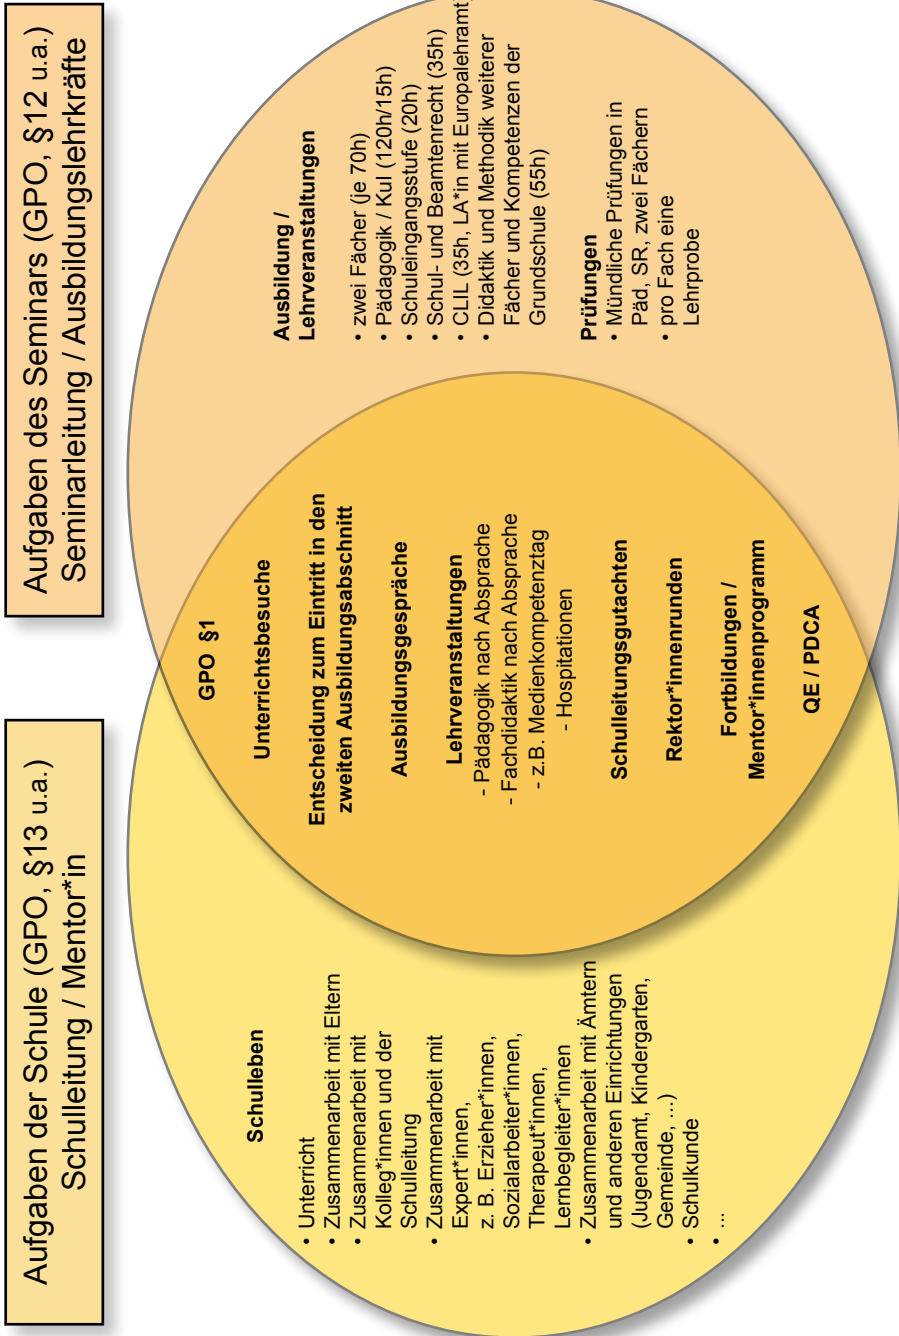 Aufgaben der Schule (GPO, §13 u.a.)
Schulleitung / Mentor*in
Aufgaben des Seminars (GPO, §12 u.a.)
Seminarleitung / Ausbildungslehrkräfte
Schulleben
• Unterricht
• Zusammenarbeit mit Eltern
• Zusammenarbeit mit
Kolleg*innen und der
Schulleitung
• Zusammenarbeit mit
Expert*innen,
z. B. Erzieher*innen,
Sozialarbeiter*innen,
Therapeut*innen,
Lernbegleiter*innen
• Zusammenarbeit mit Ämtern
und anderen Einrichtungen
(Jugendamt, Kindergarten,
Gemeinde, ...)
• Schulkunde
• ...
GPO §1
Unterrichtsbesuche
Entscheidung zum Eintritt in den
zweiten Ausbildungsabschnitt
Ausbildungsgespräche
Lehrveranstaltungen
- Pädagogik nach Absprache
- Fachdidaktik nach Absprache
- z.B. Medienkompetenztag
- Hospitationen
Schulleitungsgutachten
Rektor*innenrunden
Fortbildungen /
Mentor*innenprogramm
QE / PDCA
Ausbildung /
Lehrveranstaltungen
• zwei Fächer (je 70h)
• Pädagogik / KuI (120h/15h)
• Schuleingangsstufe (20h)
• Schul- und Beamtenrecht (35h)
• CLIL (35h, LA*in mit Europalehramt)
• Didaktik und Methodik weiterer
Fächer und Kompetenzen der
Grundschule (55h)
Prüfungen
• Mündliche Prüfungen in
Päd, SR, zwei Fächern
• pro Fach eine
Lehrprobe